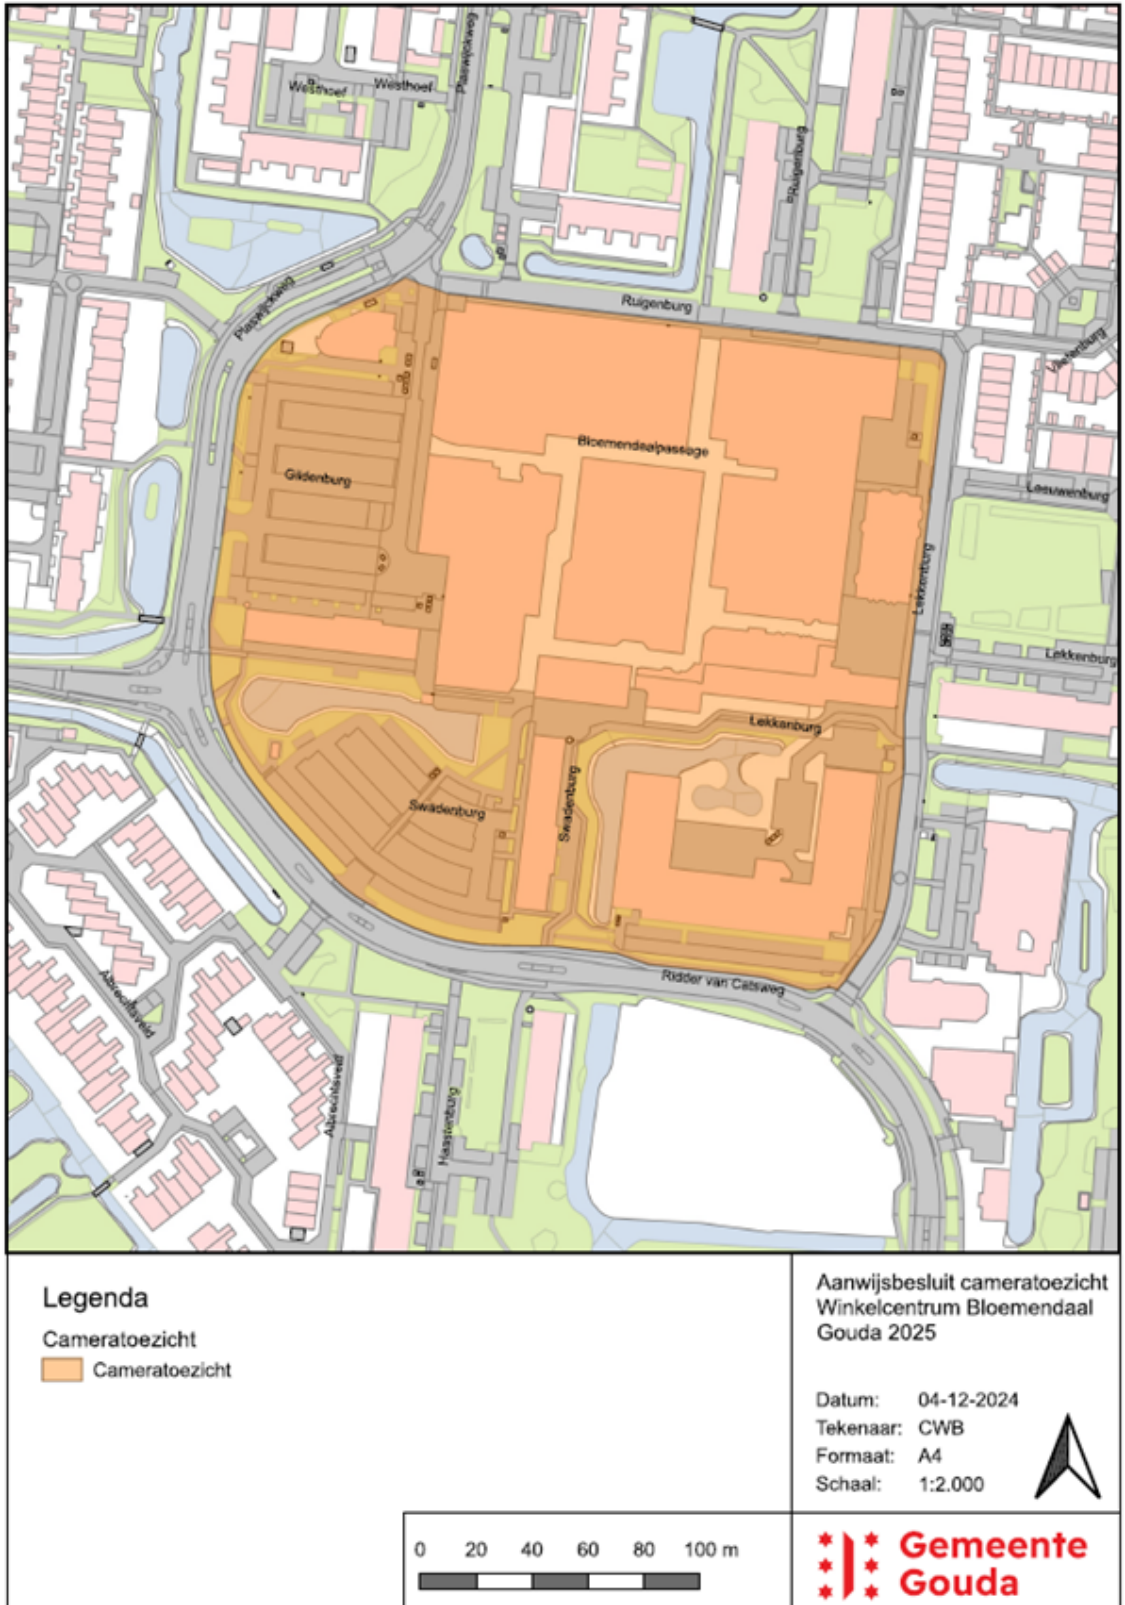 Westhoef
Westhoef
Plaswijckweg
Ruigenburg
Plaswijckweg
Ruigenburg
Vlietenburg
Bloemendaalpassage
Gildenburg
Leeuwenburg
Lekkenburg
Lekkenburg
Lekkenburg
Swadenburg
Swadenburg
Ridder van Catsweg
Albrechtsveld
Albrechtsveld
Haastenburg
Legenda
Cameratoezicht
Cameratoezicht
Aanwijsbesluit cameratoezicht
Winkelcentrum Bloemendaal
Gouda 2025
Datum: 04-12-2024
Tekenaar: CWB
Formaat: A4
Schaal: 1:2.000
0 20 40 60 80 100 m
Gemeente
Gouda